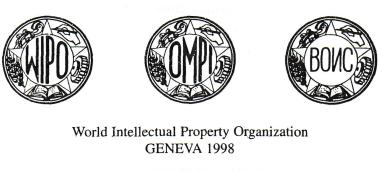 WIPO OMPI ВОИС
World Intellectual Property Organization
GENEVA 1998